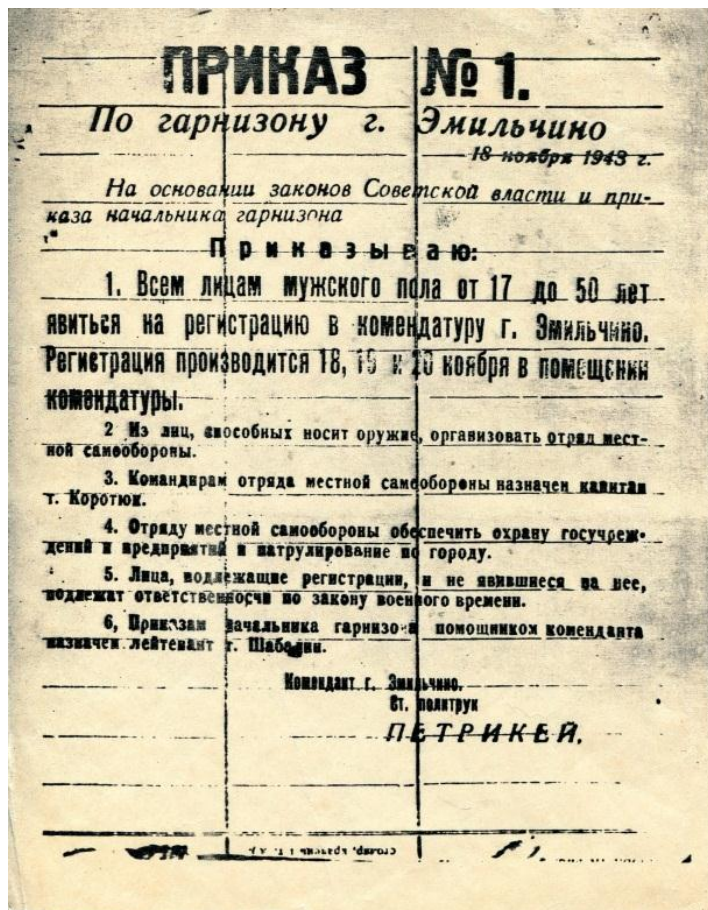 ПРИКАЗ № 1.
По гарнизону г. Эмильчино
18 ноября 1943 г.
На основании законов Советской власти и при-
каза начальника гарнизона
Приказываю:
1. Всем лицам мужского пола от 17 до 50 лет
явиться на регистрацию в комендатуру г. Эмильчино.
Регистрация производится 18, 19 и 20 ноября в помещении
комендатуры.
2 Из лиц, способных носит оружие, организовать отряд мест-
ной самообороны.
3. Командирам отряда местной самообороны назначен капитан
т. Коротюк.
4. Отряду местной самообороны обеспечить охрану госучреж-
дений и предприятий и патрулирование по городу.
5. Лица, подлежащие регистрации, и не явившиеся на нее,
подлежат ответственности по закону военного времени.
6, Приказам начальника гарнизона помощником коменданта
назначен лейтенант т. Шабалин.
Комендант г. Эмильчино.
Ст. политрук
ПЕТРИКЕЙ.